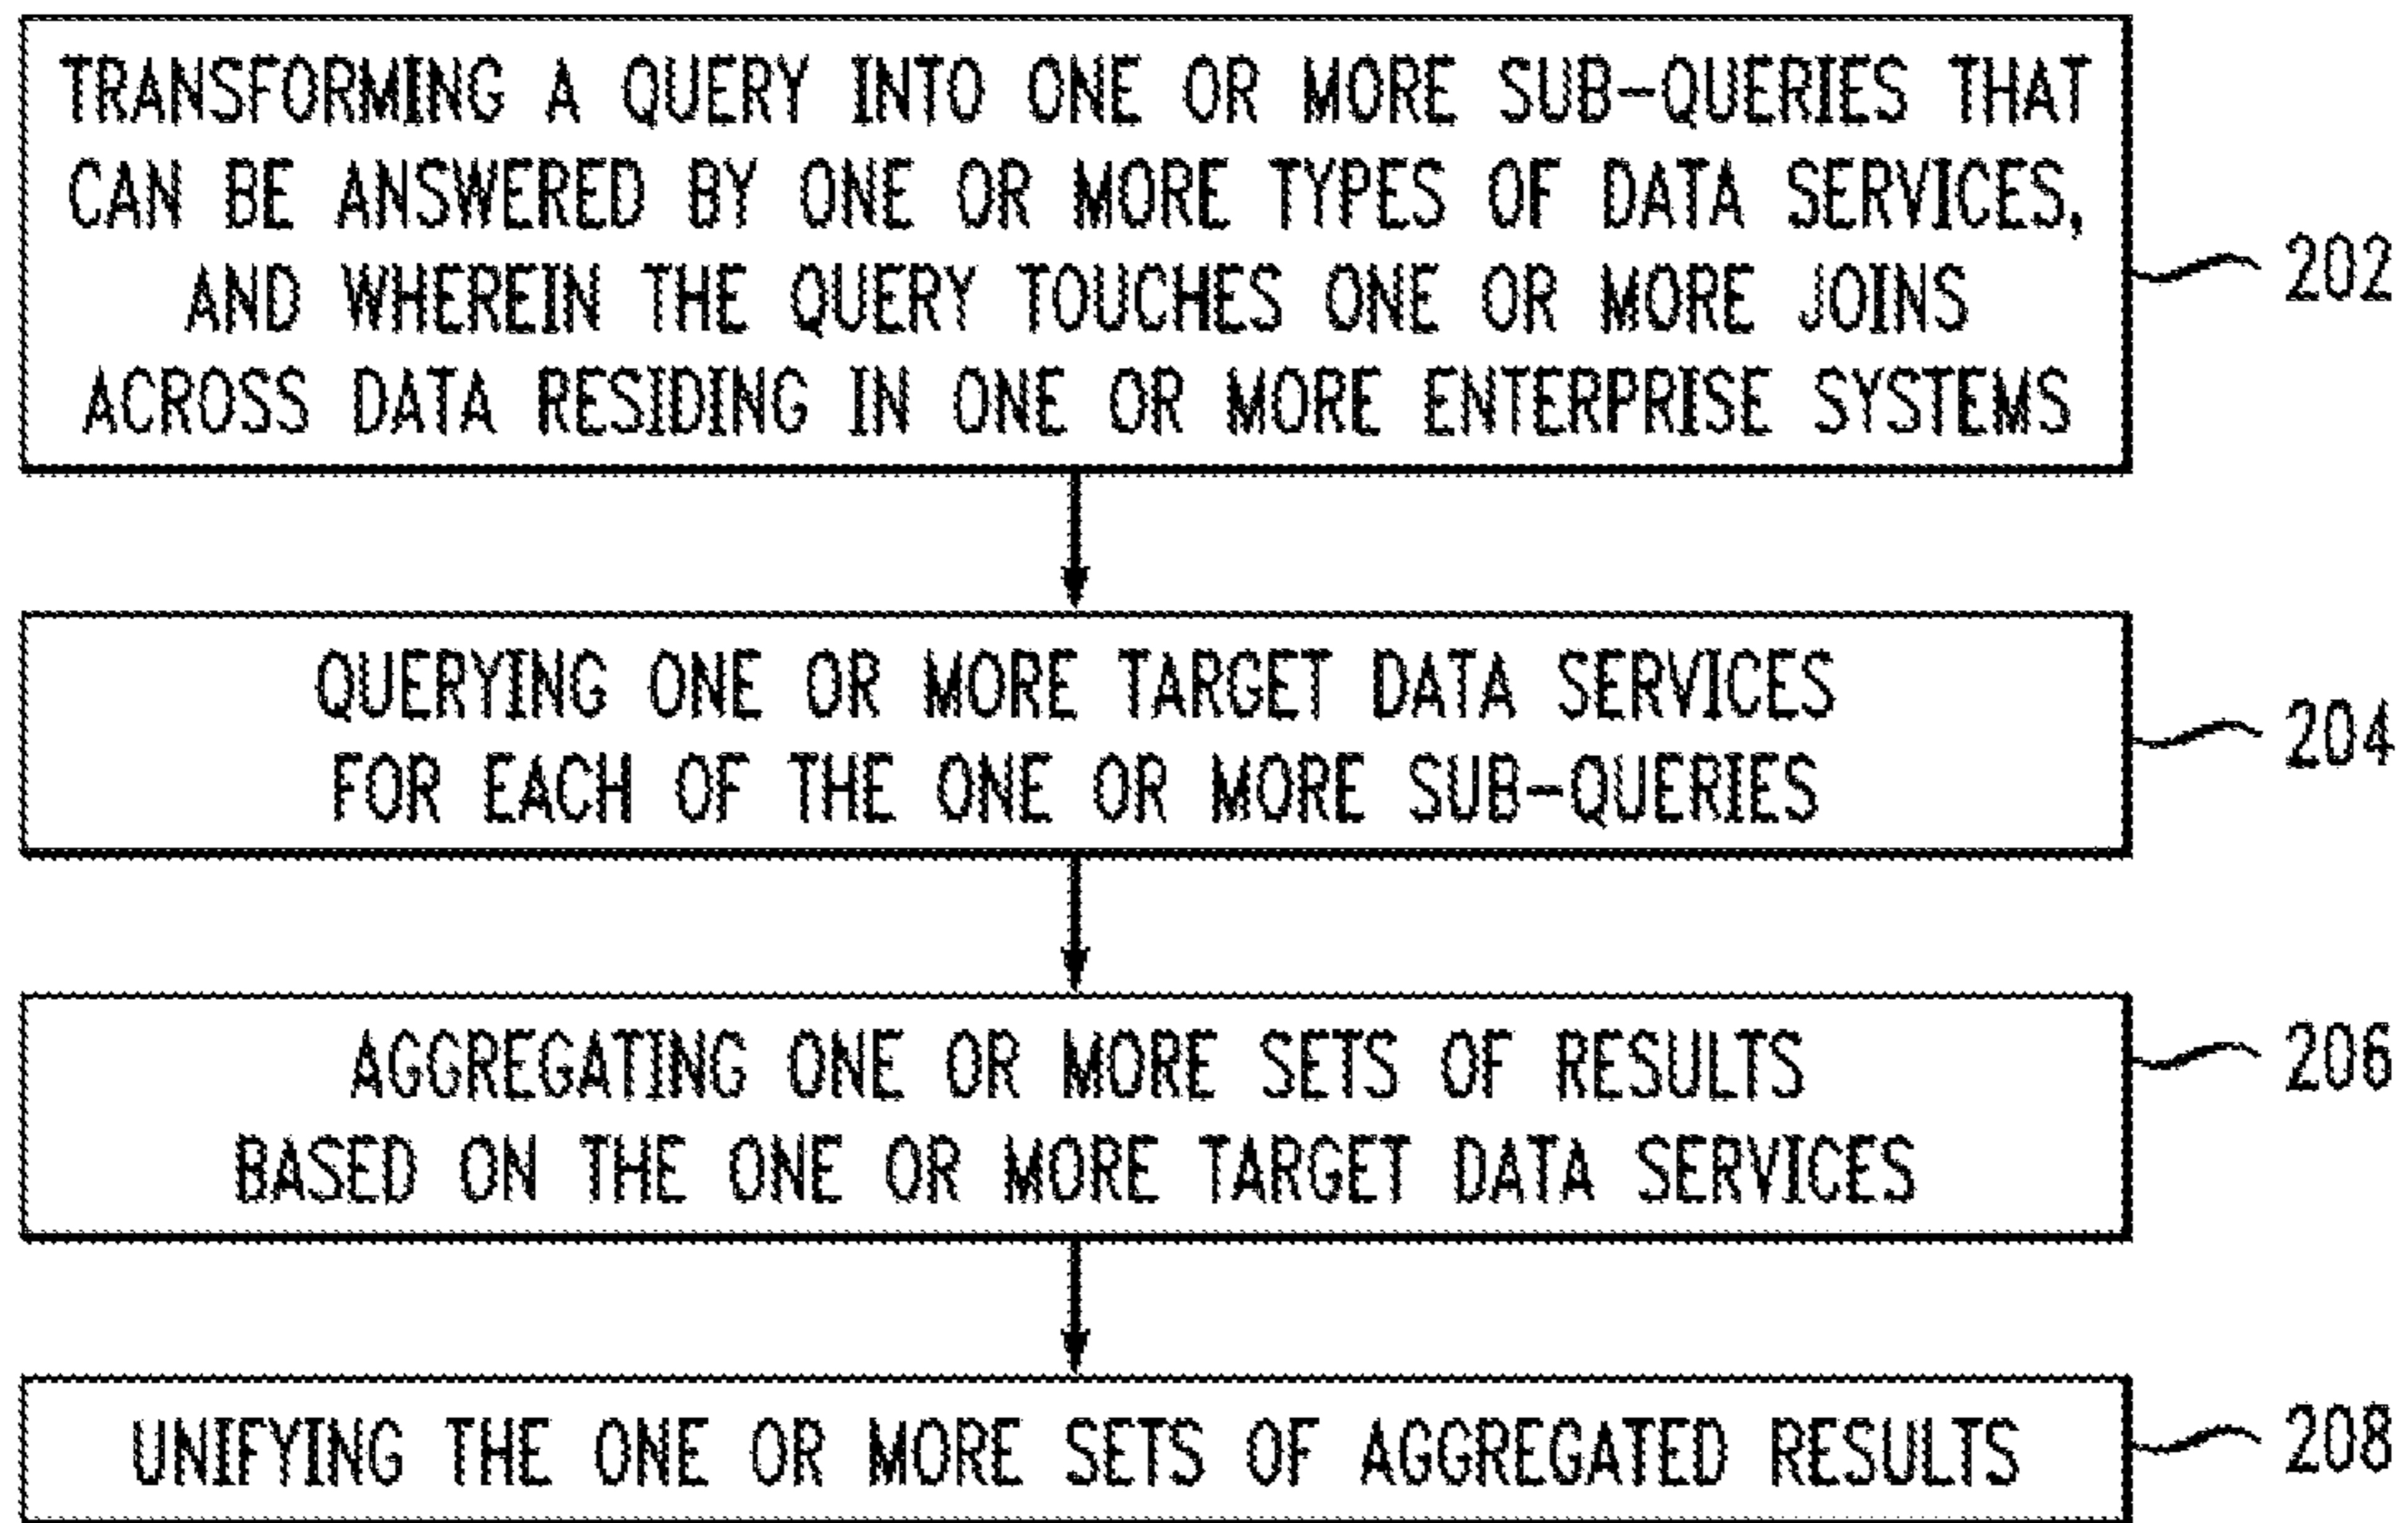 TRANSFORMING A QUERY INTO ONE OR MORE SUB-QUERIES THAT
CAN BE ANSWERED BY ONE OR MORE TYPES OF DATA SERVICES,
AND WHEREIN THE QUERY TOUCHES ONE OR MORE JOINS
ACROSS DATA RESIDING IN ONE OR MORE ENTERPRISE SYSTEMS
202
QUERYING ONE OR MORE TARGET DATA SERVICES
FOR EACH OF THE ONE OR MORE SUB-QUERIES
204
AGGREGATING ONE OR MORE SETS OF RESULTS
BASED ON THE ONE OR MORE TARGET DATA SERVICES
206
UNIFYING THE ONE OR MORE SETS OF AGGREGATED RESULTS
208